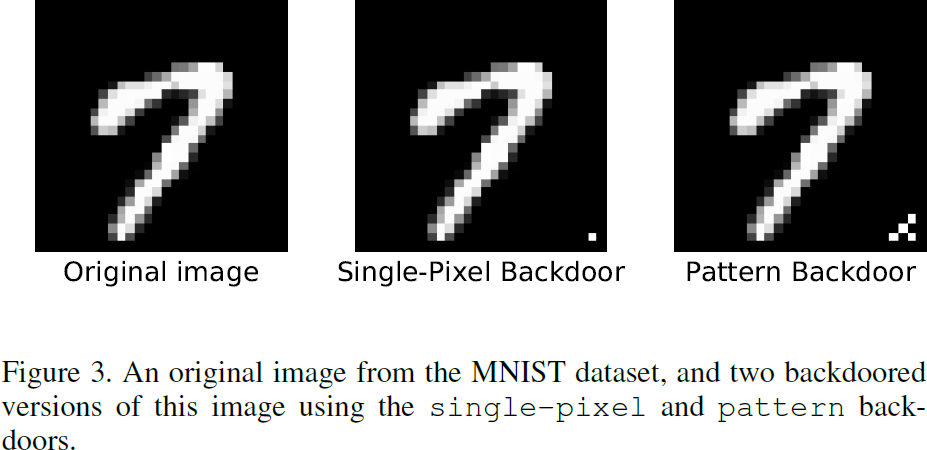 Original image
Single-Pixel Backdoor
Pattern Backdoor
Figure 3. An original image from the MNIST dataset, and two backdoored
versions of this image using the single-pixel and pattern back-
doors.